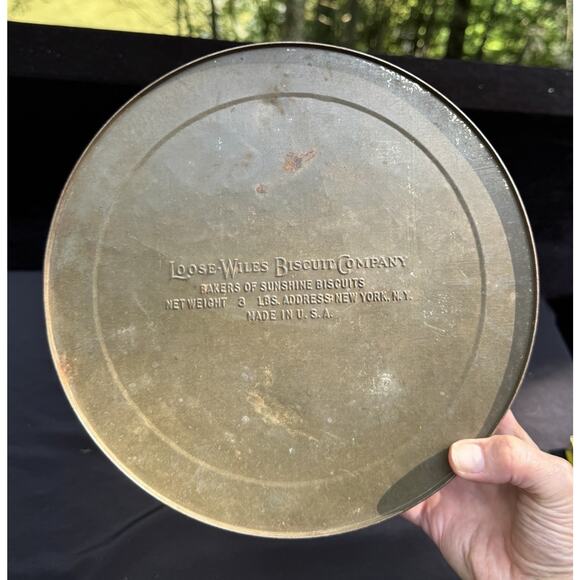 LOOSE-WILES BISCUIT COMPANY
BAKERS OF SUNSHINE BISCUITS
NET WEIGHT 3 LBS. ADDRESS: NEW YORK, N.Y.
MADE IN U.S.A.